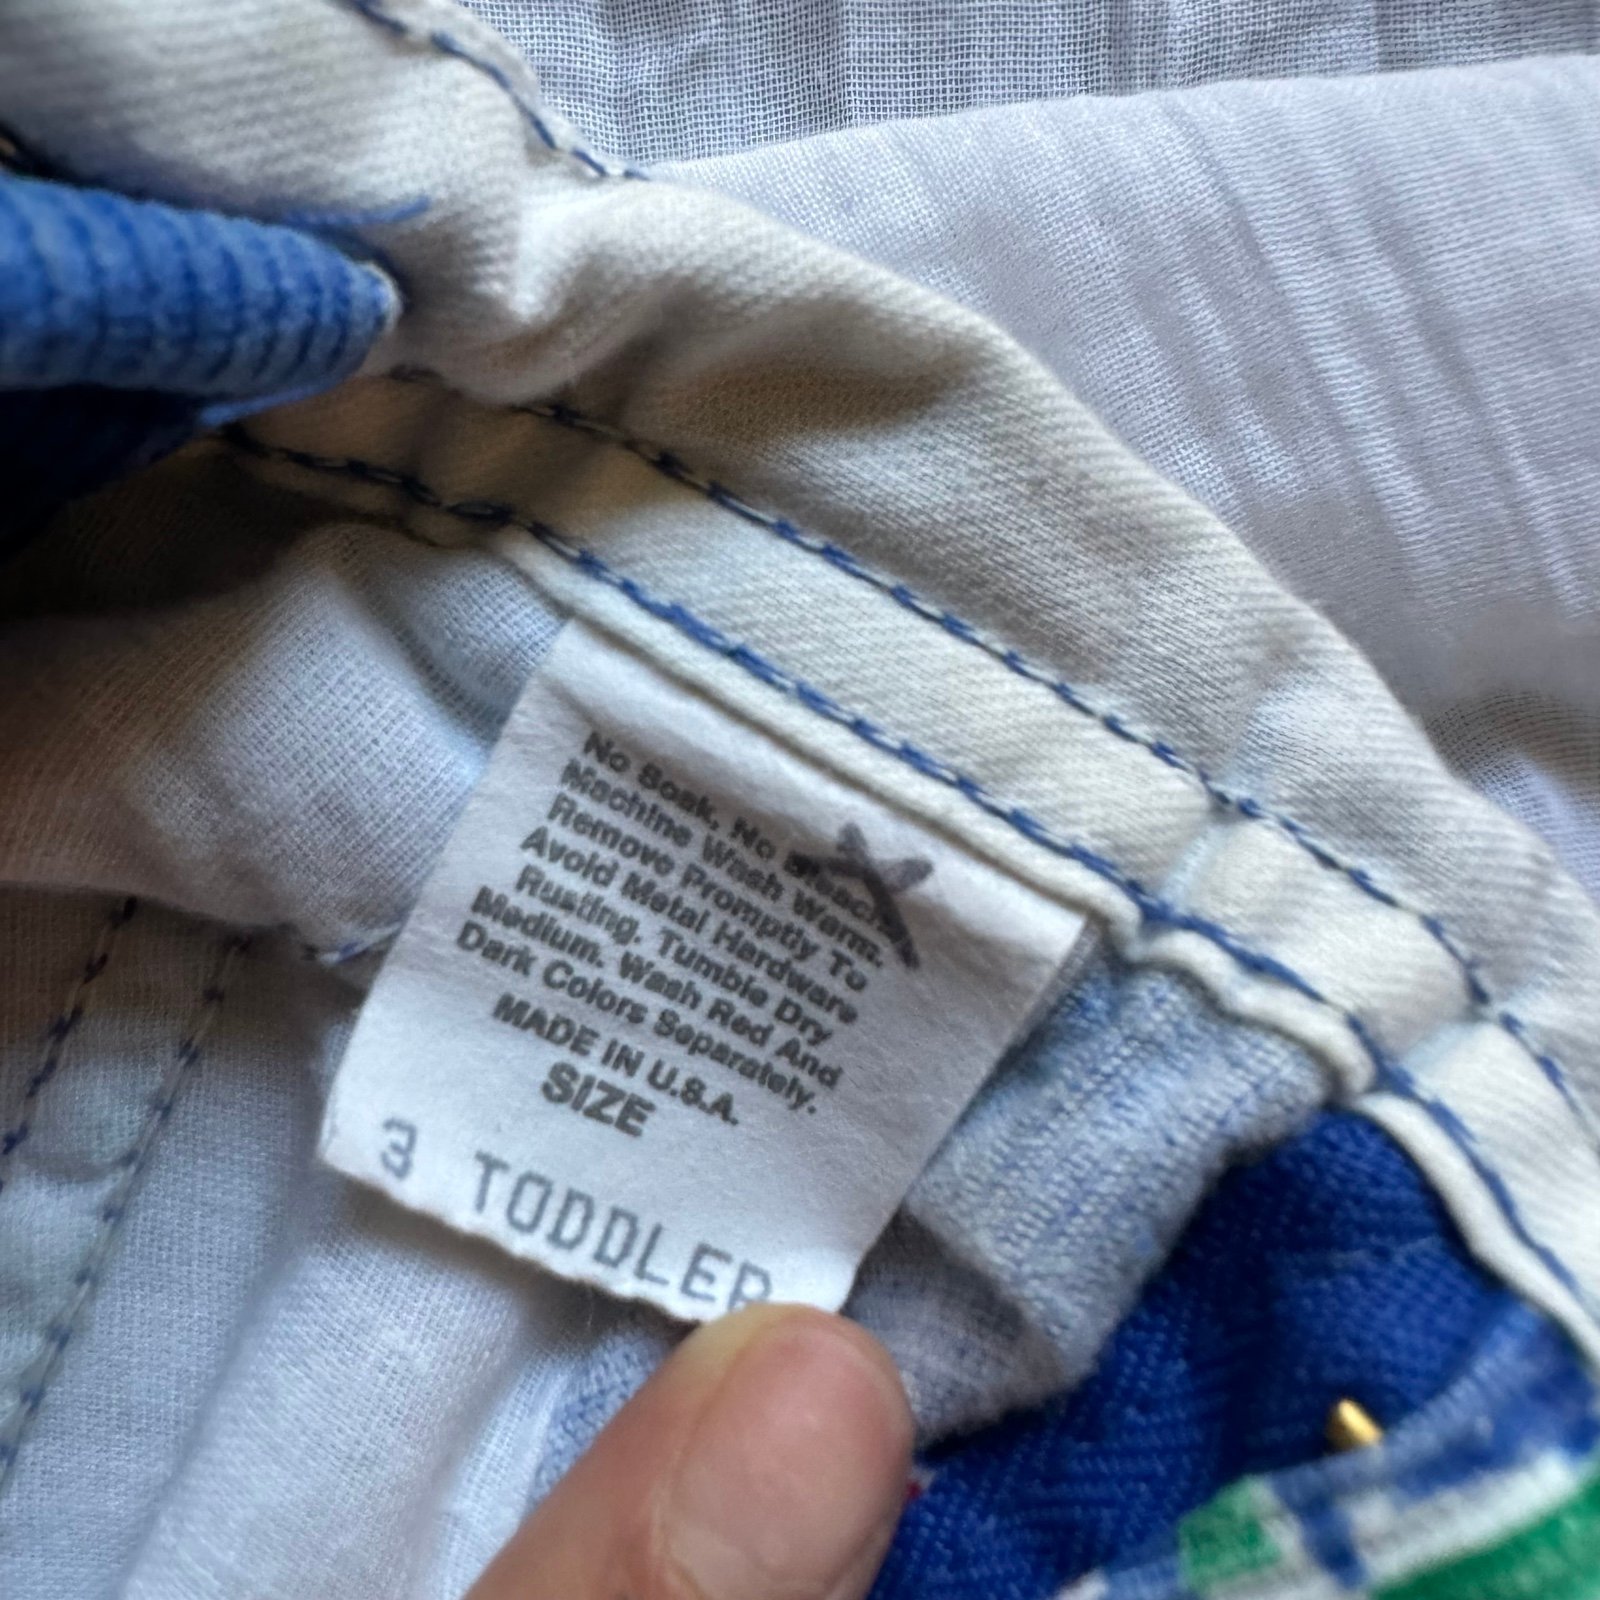 No Soak. No Bleach.
Machine Wash Warm.
Remove Promptly To
Avoid Metal Hardware
Rusting. Tumble Dry
Medium. Wash Red And
Dark Colors Separately.
MADE IN U.S.A.
SIZE
3 TODDLER